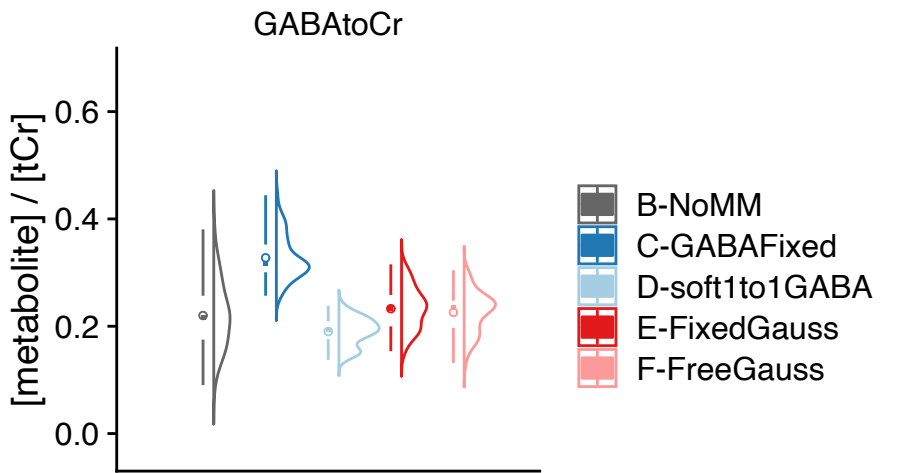 GABAtoCr
[metabolite] / [tCr]
0.6
0.4
0.2
0.0
B-NoMM
C-GABAFixed
D-soft1to1GABA
E-FixedGauss
F-FreeGauss